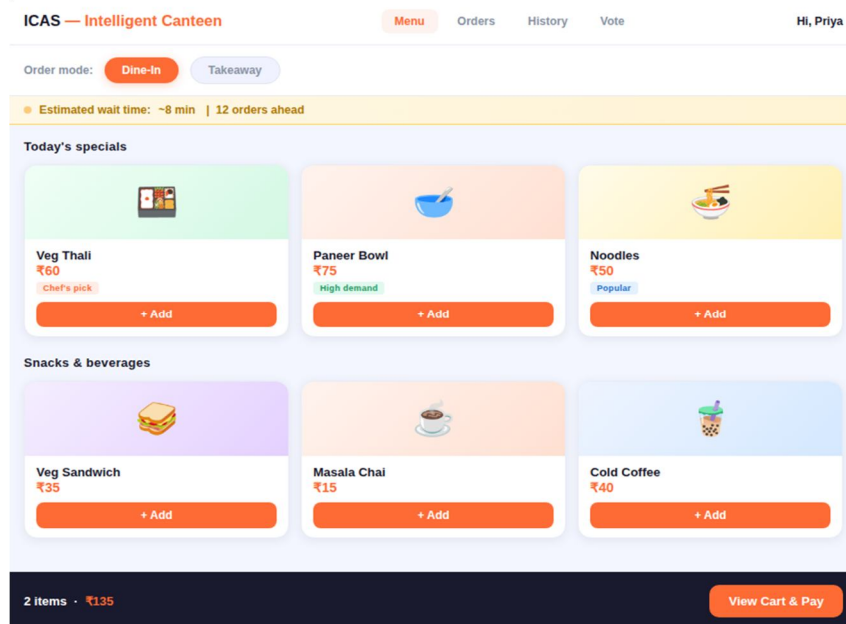 ICAS — Intelligent Canteen
Menu Orders History Vote
Hi, Priya
Order mode: Dine-In Takeaway
Estimated wait time: ~8 min | 12 orders ahead
Today's specials
Veg Thali
₹60
Chef's pick
+ Add
Paneer Bowl
₹75
High demand
+ Add
Noodles
₹50
Popular
+ Add
Snacks & beverages
Veg Sandwich
₹35
+ Add
Masala Chai
₹15
+ Add
Cold Coffee
₹40
+ Add
2 items · ₹135
View Cart & Pay